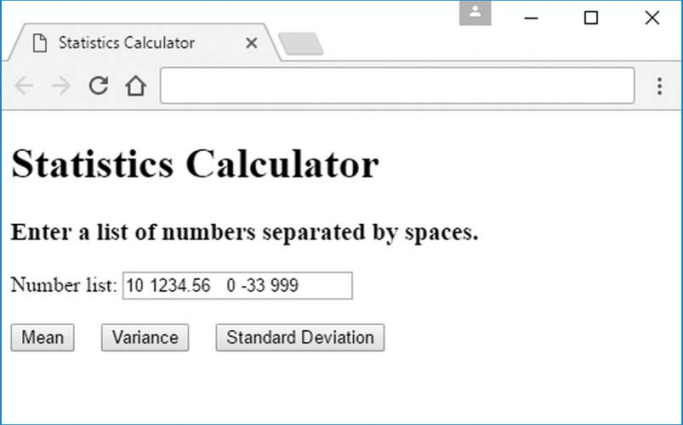 Statistics Calculator
Statistics Calculator
Enter a list of numbers separated by spaces.
Number list: 10 1234.56   0 -33 999
Mean Variance Standard Deviation